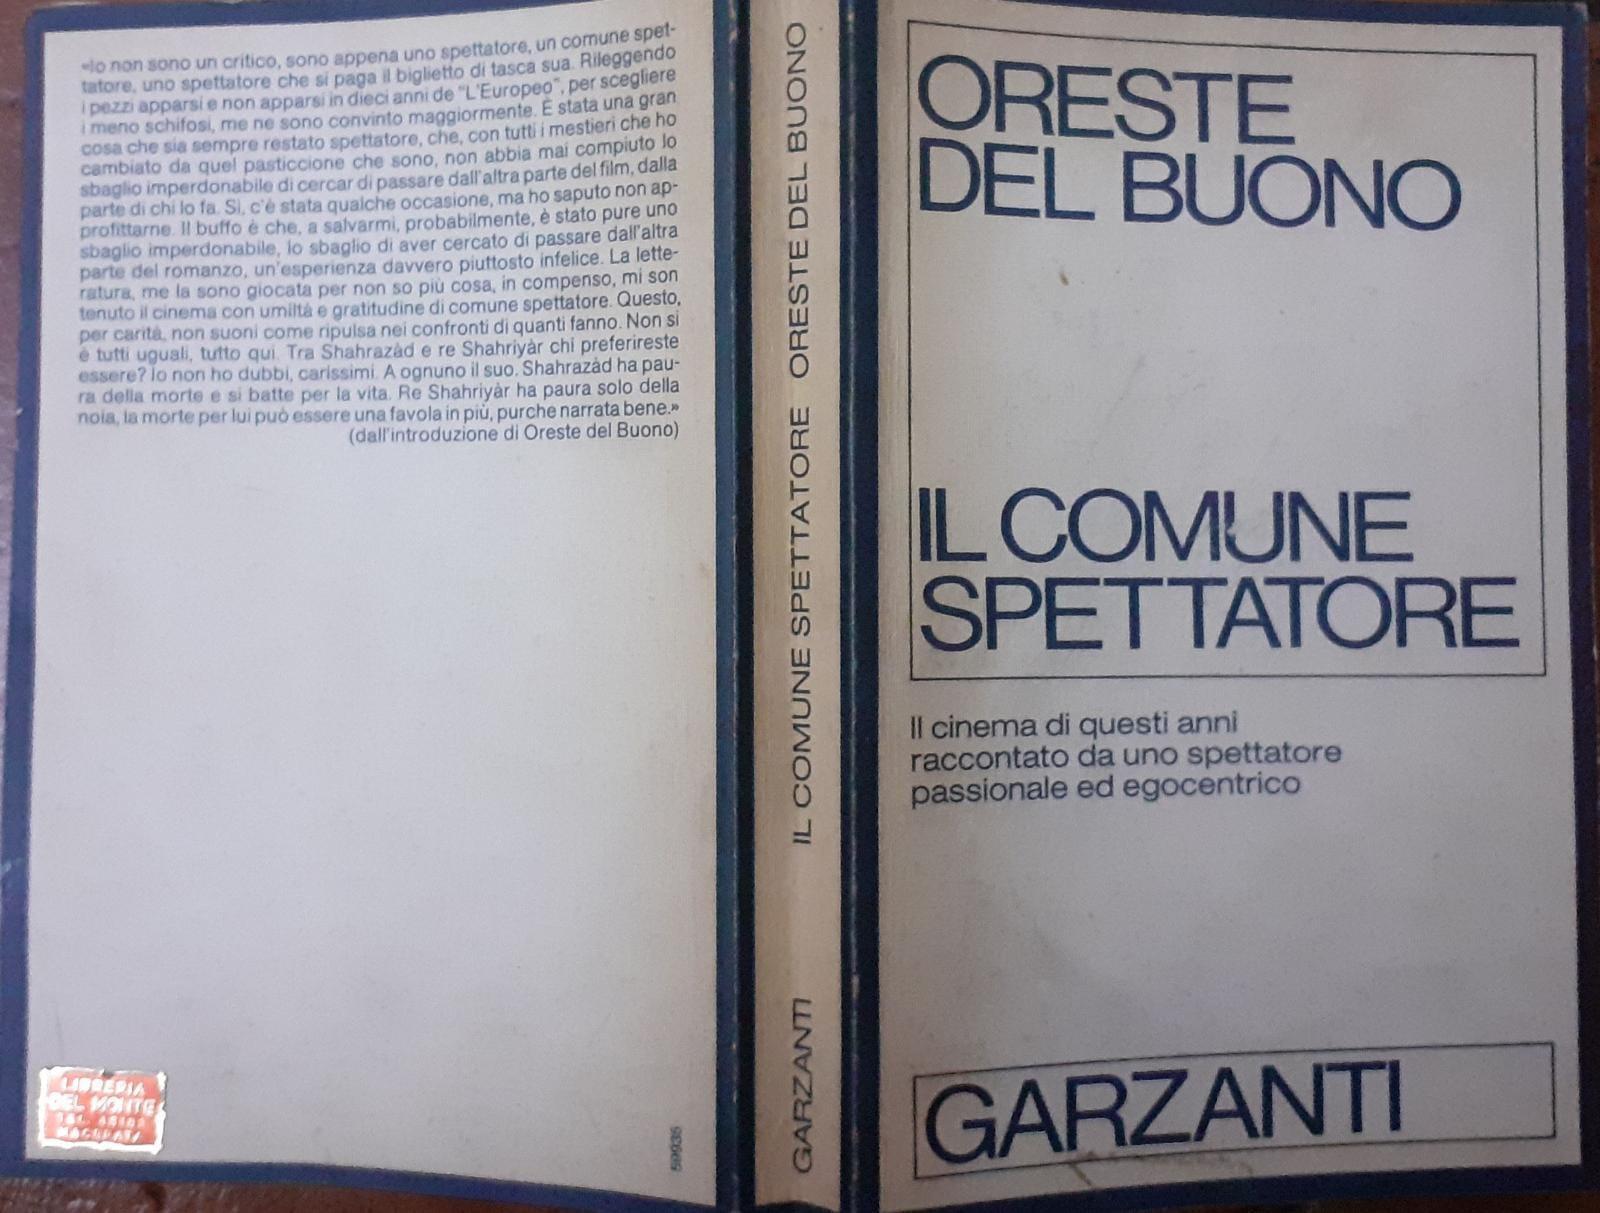 «Io non sono un critico, sono appena uno spettatore, un comune spet-
tatore, uno spettatore che si paga il biglietto di tasca sua. Rileggendo
i pezzi apparsi e non apparsi in dieci anni de "L'Europeo", per scegliere
i meno schifosi, me ne sono convinto maggiormente. È stata una gran
cosa che sia sempre restato spettatore, che, con tutti i mestieri che ho
cambiato da quel pasticcione che sono, non abbia mai compiuto lo
sbaglio imperdonabile di cercar di passare dall'altra parte del film, dalla
parte di chi lo fa. Sì, c'è stata qualche occasione, ma ho saputo non ap-
profittarne. Il buffo è che, a salvarmi, probabilmente, è stato pure uno
sbaglio imperdonabile, lo sbaglio di aver cercato di passare dall'altra
parte del romanzo, un'esperienza davvero piuttosto infelice. La lette-
ratura, me la sono giocata per non so più cosa, in compenso, mi son
tenuto il cinema con umiltà e gratitudine di comune spettatore. Questo,
per carità, non suoni come ripulsa nei confronti di quanti fanno. Non si
è tutti uguali, tutto qui. Tra Shahrazàd e re Shahriyàr chi preferireste
essere? Io non ho dubbi, carissimi. A ognuno il suo. Shahrazàd ha pau-
ra della morte e si batte per la vita. Re Shahriyàr ha paura solo della
noia, la morte per lui può essere una favola in più, purche narrata bene.»
(dall'introduzione di Oreste del Buono)
LIBRERIA
DEL MONTE
MACERATA
59935
IL COMUNE SPETTATORE ORESTE DEL BUONO
GARZANTI
ORESTE
DEL BUONO
IL COMUNE
SPETTATORE
Il cinema di questi anni
raccontato da uno spettatore
passionale ed egocentrico
GARZANTI